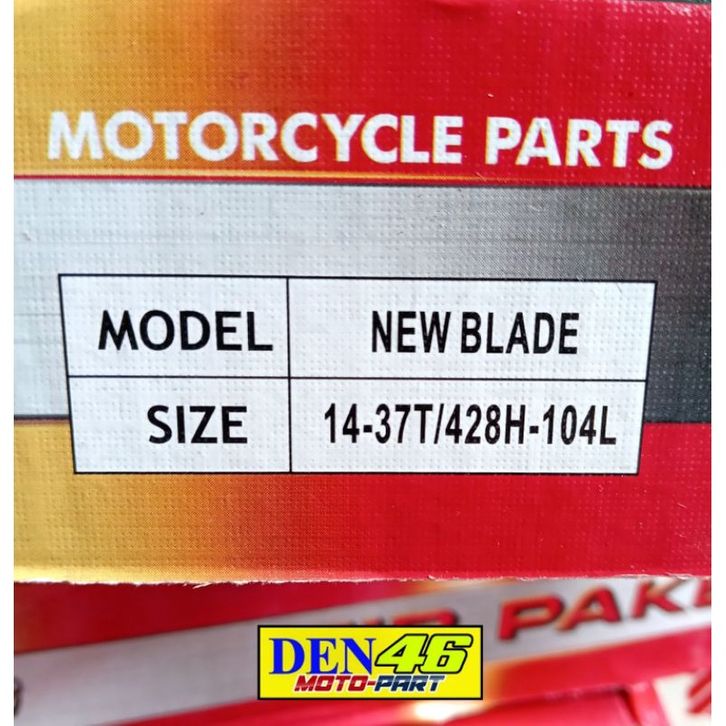 MOTORCYCLE PARTS
MODEL NEW BLADE
SIZE 14-37T/428H-104L
DEN46
MOTO-PART